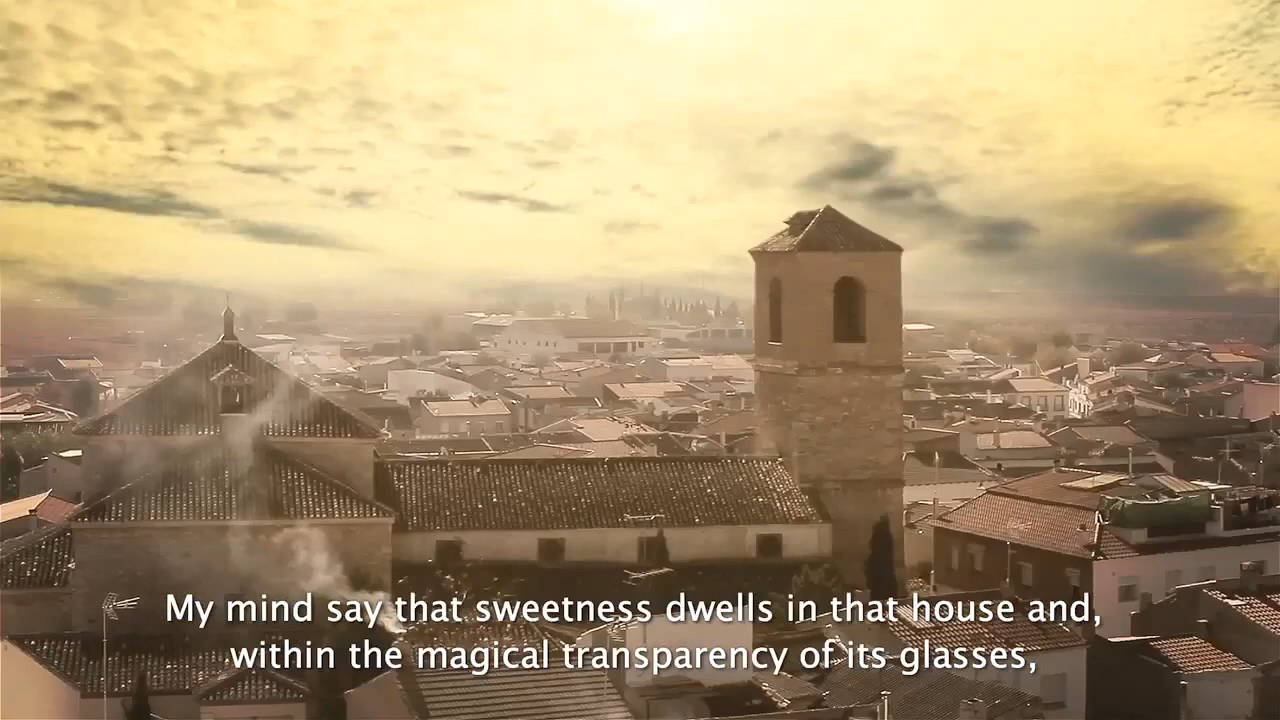 My mind say that sweetness dwells in that house and,
within the magical transparency of its glasses,